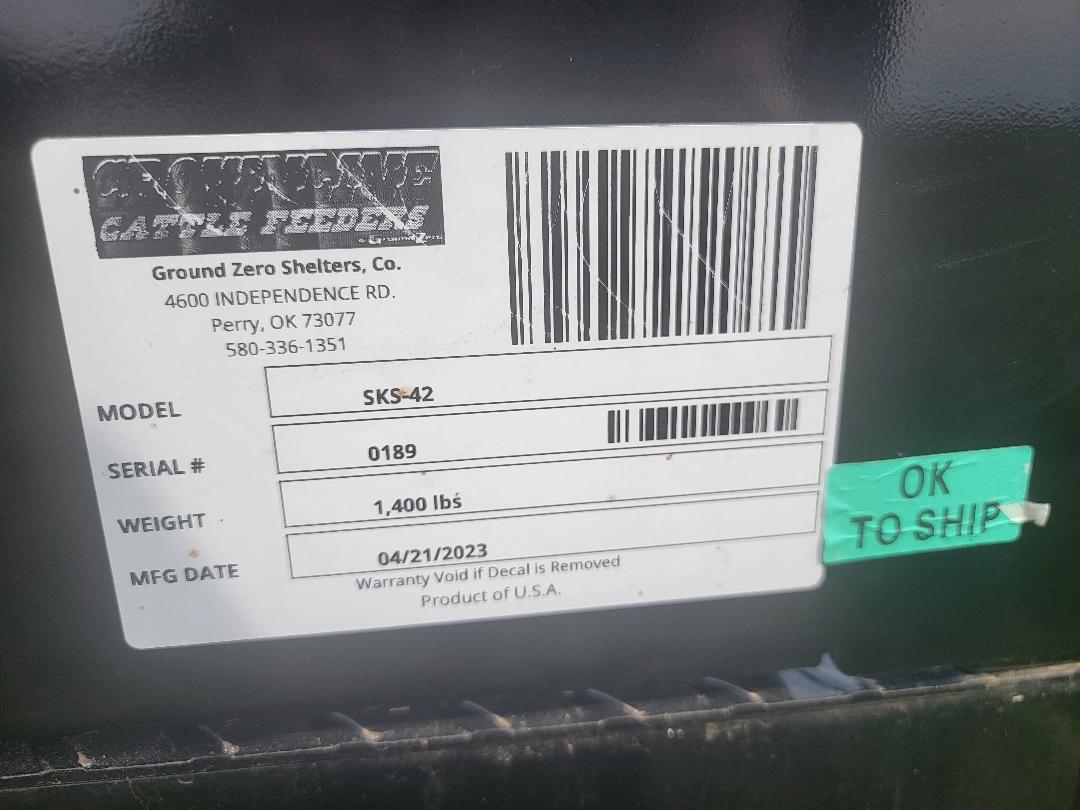 CATTLE FEEDERS
Ground Zero Shelters, Co.
4600 INDEPENDENCE RD.
Perry, OK 73077
580-336-1351
MODEL SKS-42
SERIAL # 0189
WEIGHT 1,400 lbs
MFG DATE 04/21/2023
Warranty Void if Decal is Removed
Product of U.S.A.
OK
TO SHIP